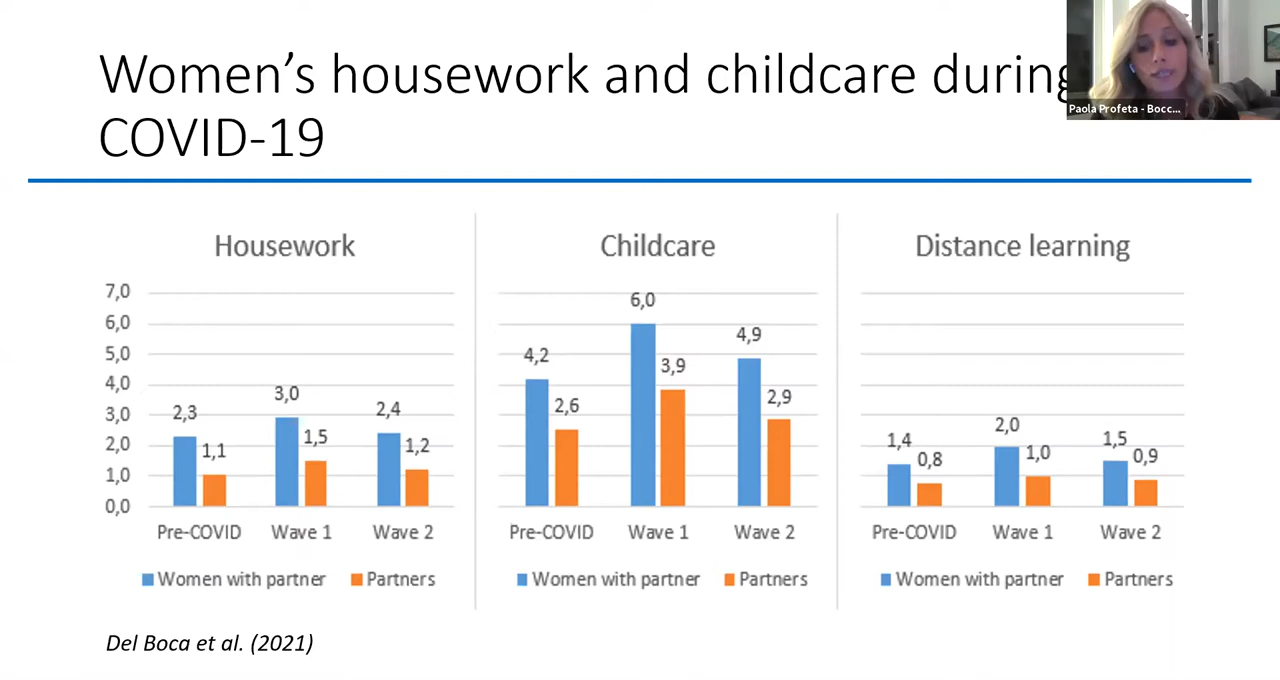 Women’s housework and childcare during
COVID-19
Paola Profeta - Bocc...
Housework
7,0
6,0
5,0
4,0
3,0
2,0
1,0
0,0
2,3
1,1
3,0
1,5
2,4
1,2
Pre-COVID Wave 1 Wave 2
Women with partner Partners
Childcare
4,2
2,6
6,0
3,9
4,9
2,9
Pre-COVID Wave 1 Wave 2
Women with partner Partners
Distance learning
1,4
0,8
2,0
1,0
1,5
0,9
Pre-COVID Wave 1 Wave 2
Women with partner Partners
Del Boca et al. (2021)